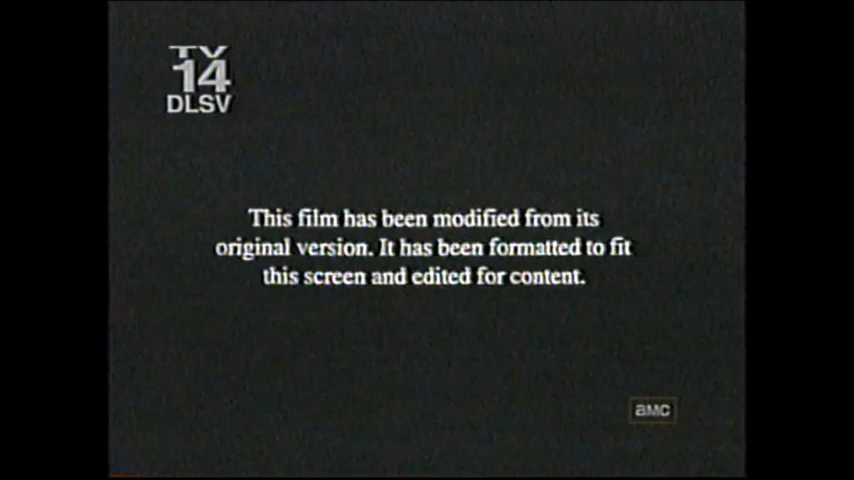 TV
14
DLSV
This film has been modified from its
original version. It has been formatted to fit
this screen and edited for content.
amc